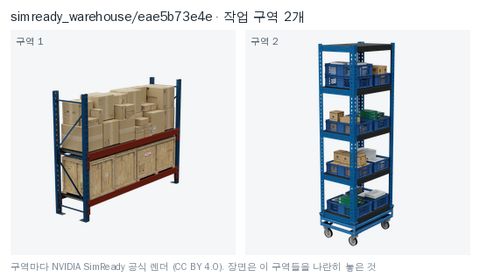 simready_warehouse/eae5b73e4e · 작업 구역 2개
구역 1
구역 2
구역마다 NVIDIA SimReady 공식 렌더 (CC BY 4.0). 장면은 이 구역들을 나란히 놓은 것